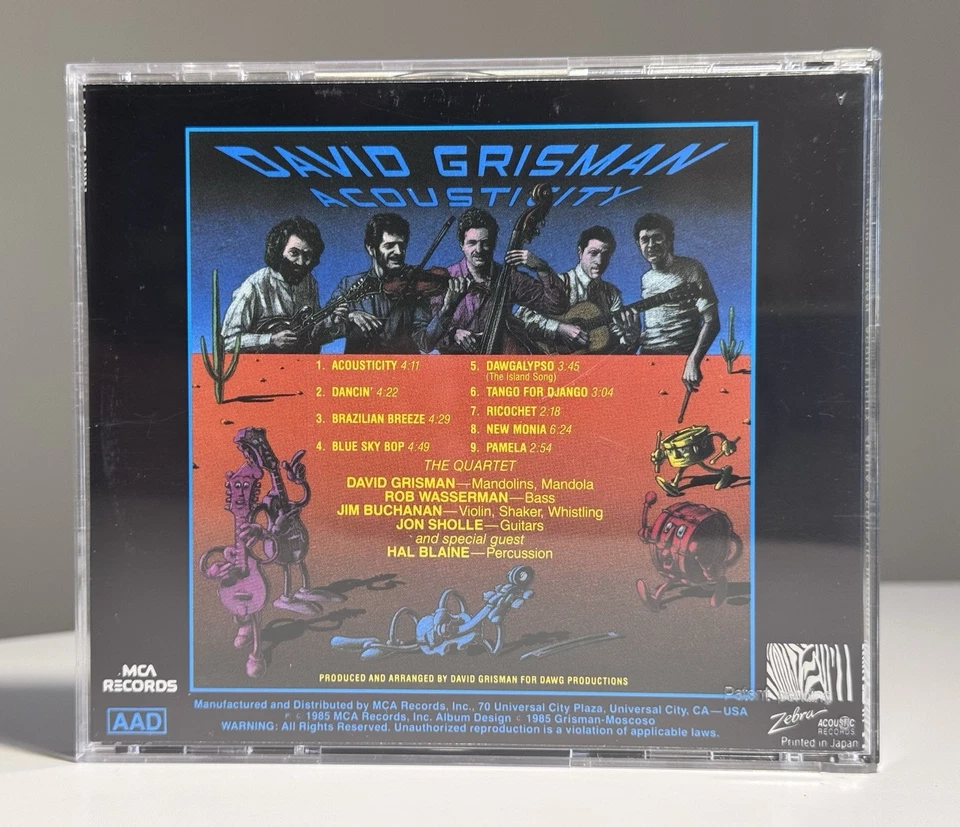 DAVID GRISMAN
ACOUSTICITY
1. ACOUSTICITY 4:11
2. DANCIN' 4:22
3. BRAZILIAN BREEZE 4:29
4. BLUE SKY BOP 4:49
5. DAWGALYPSO 3:45
(The Island Song)
6. TANGO FOR DJANGO 3:04
7. RICOCHET 2:18
8. NEW MONIA 6:24
9. PAMELA 2:54
THE QUARTET
DAVID GRISMAN—Mandolins, Mandola
ROB WASSERMAN—Bass
JIM BUCHANAN—Violin, Shaker, Whistling
JON SHOLLE—Guitars
and special guest
HAL BLAINE—Percussion
PRODUCED AND ARRANGED BY DAVID GRISMAN FOR DAWG PRODUCTIONS
MCA
RECORDS
AAD
Manufactured and Distributed by MCA Records, Inc., 70 Universal City Plaza, Universal City, CA—USA
℗ © 1985 MCA Records, Inc. Album Design © 1985 Grisman-Moscoso
WARNING: All Rights Reserved. Unauthorized reproduction is a violation of applicable laws.
Patent Pending
Zebra
ACOUSTIC
RECORDS
Printed in Japan